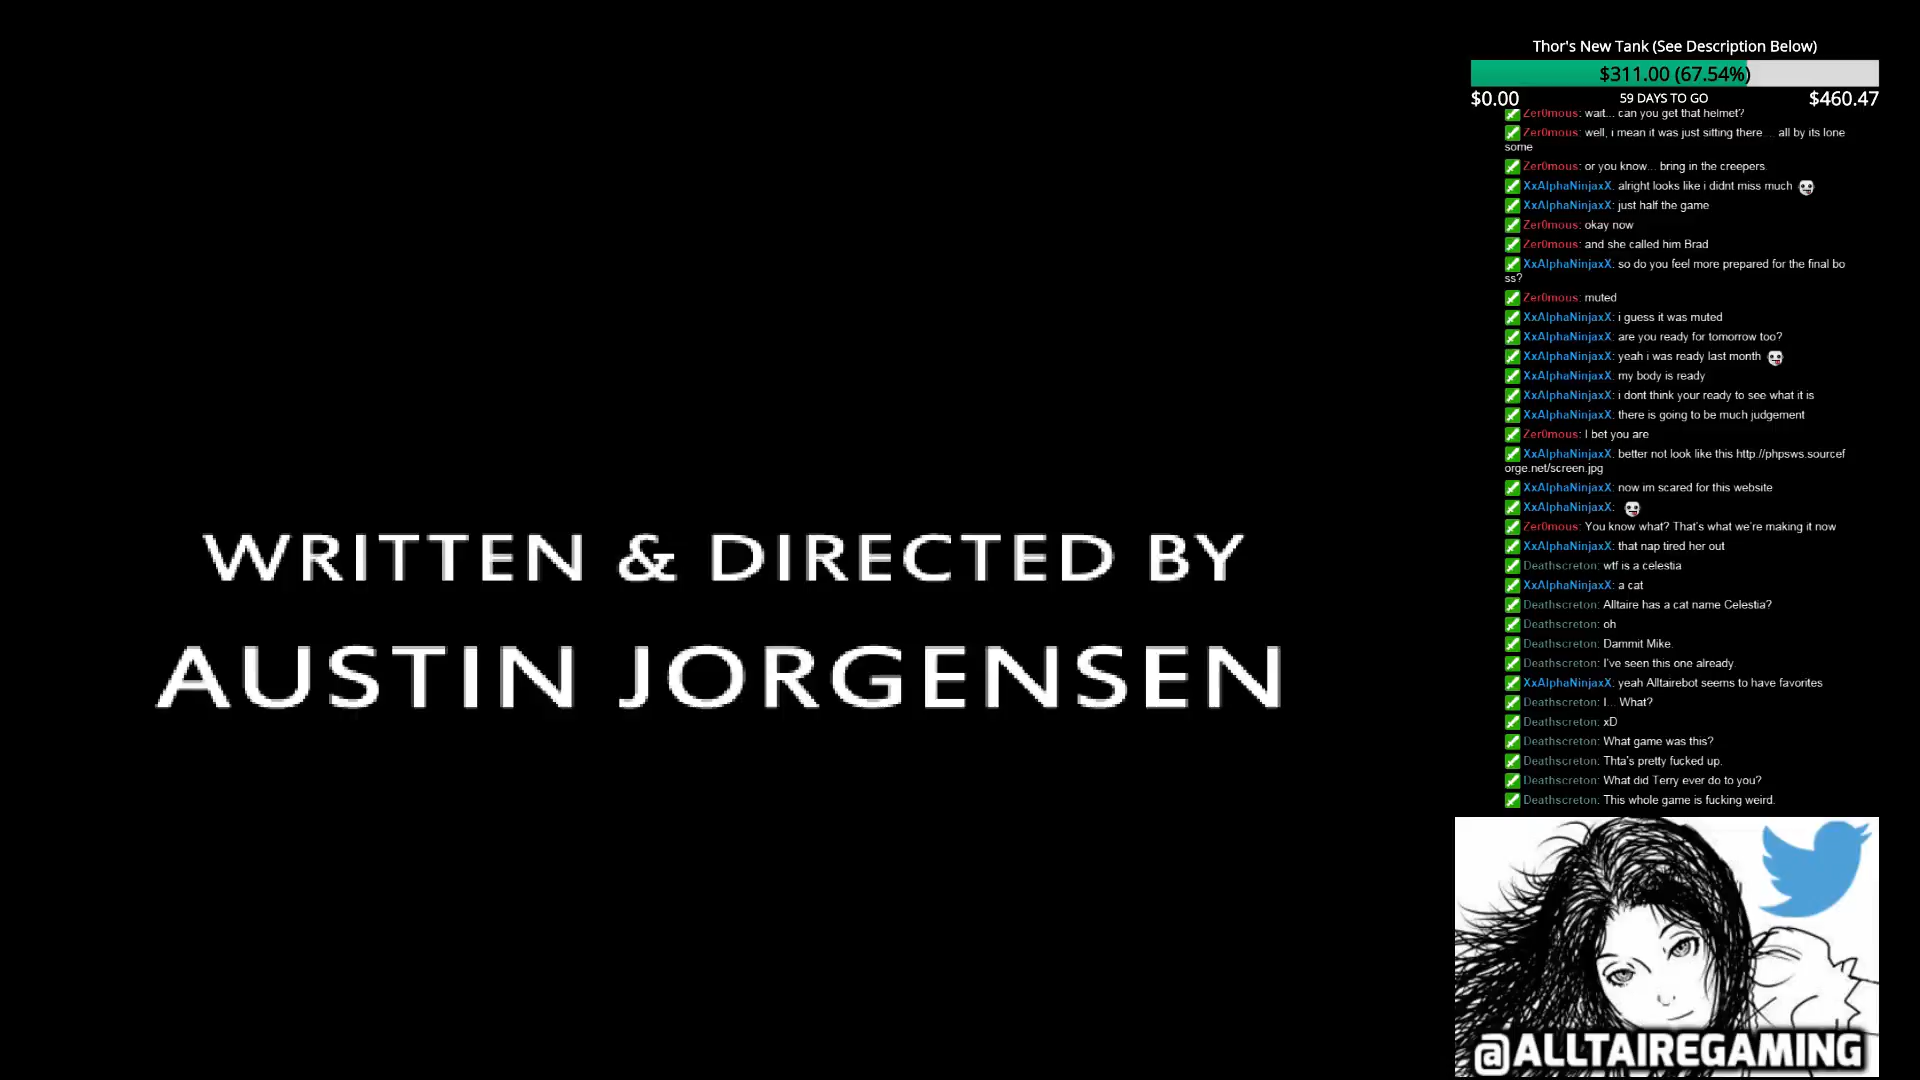 WRITTEN & DIRECTED BY
AUSTIN JORGENSEN
Thor's New Tank (See Description Below)
$311.00 (67.54%)
$0.00 59 DAYS TO GO $460.47
Zer0mous: wait... can you get that helmet?
Zer0mous: well, i mean it was just sitting there.... all by its lone
some
Zer0mous: or you know... bring in the creepers
XxAlphaNinjaxX: alright looks like i didnt miss much
XxAlphaNinjaxX: just half the game
Zer0mous: okay now
Zer0mous: and she called him Brad
XxAlphaNinjaxX: so do you feel more prepared for the final bo
ss?
Zer0mous: muted
XxAlphaNinjaxX: i guess it was muted
XxAlphaNinjaxX: are you ready for tomorrow too?
XxAlphaNinjaxX: yeah i was ready last month
XxAlphaNinjaxX: my body is ready
XxAlphaNinjaxX: i dont think your ready to see what it is
XxAlphaNinjaxX: there is going to be much judgement
Zer0mous: I bet you are
XxAlphaNinjaxX: better not look like this http://phpsws.sourcef
orge.net/screen.jpg
XxAlphaNinjaxX: now im scared for this website
XxAlphaNinjaxX:
Zer0mous: You know what? That's what we're making it now
XxAlphaNinjaxX: that nap tired her out
Deathscreton: wtf is a celestia
XxAlphaNinjaxX: a cat
Deathscreton: Alltaire has a cat name Celestia?
Deathscreton: oh
Deathscreton: Dammit Mike.
Deathscreton: I've seen this one already.
XxAlphaNinjaxX: yeah Alltairebot seems to have favorites
Deathscreton: I... What?
Deathscreton: xD
Deathscreton: What game was this?
Deathscreton: Thta's pretty fucked up.
Deathscreton: What did Terry ever do to you?
Deathscreton: This whole game is fucking weird.
@ALLTAIREGAMING